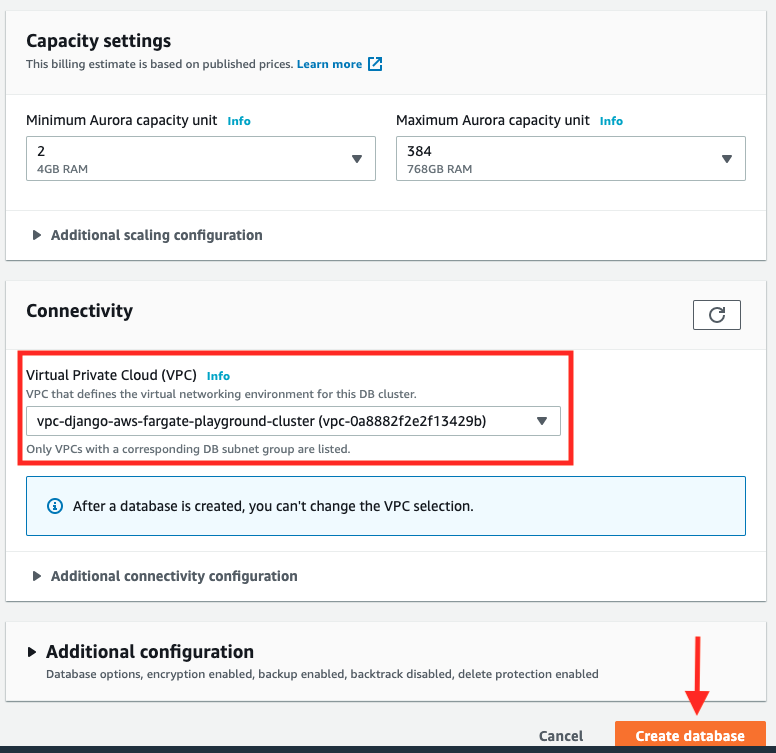 Capacity settings
This billing estimate is based on published prices. Learn more
Minimum Aurora capacity unit Info
Maximum Aurora capacity unit Info
2
4GB RAM
384
768GB RAM
Additional scaling configuration
Connectivity
Virtual Private Cloud (VPC) Info
VPC that defines the virtual networking environment for this DB cluster.
vpc-django-aws-fargate-playground-cluster (vpc-0a8882f2e2f13429b)
Only VPCs with a corresponding DB subnet group are listed.
After a database is created, you can't change the VPC selection.
Additional connectivity configuration
Additional configuration
Database options, encryption enabled, backup enabled, backtrack disabled, delete protection enabled
Cancel
Create database